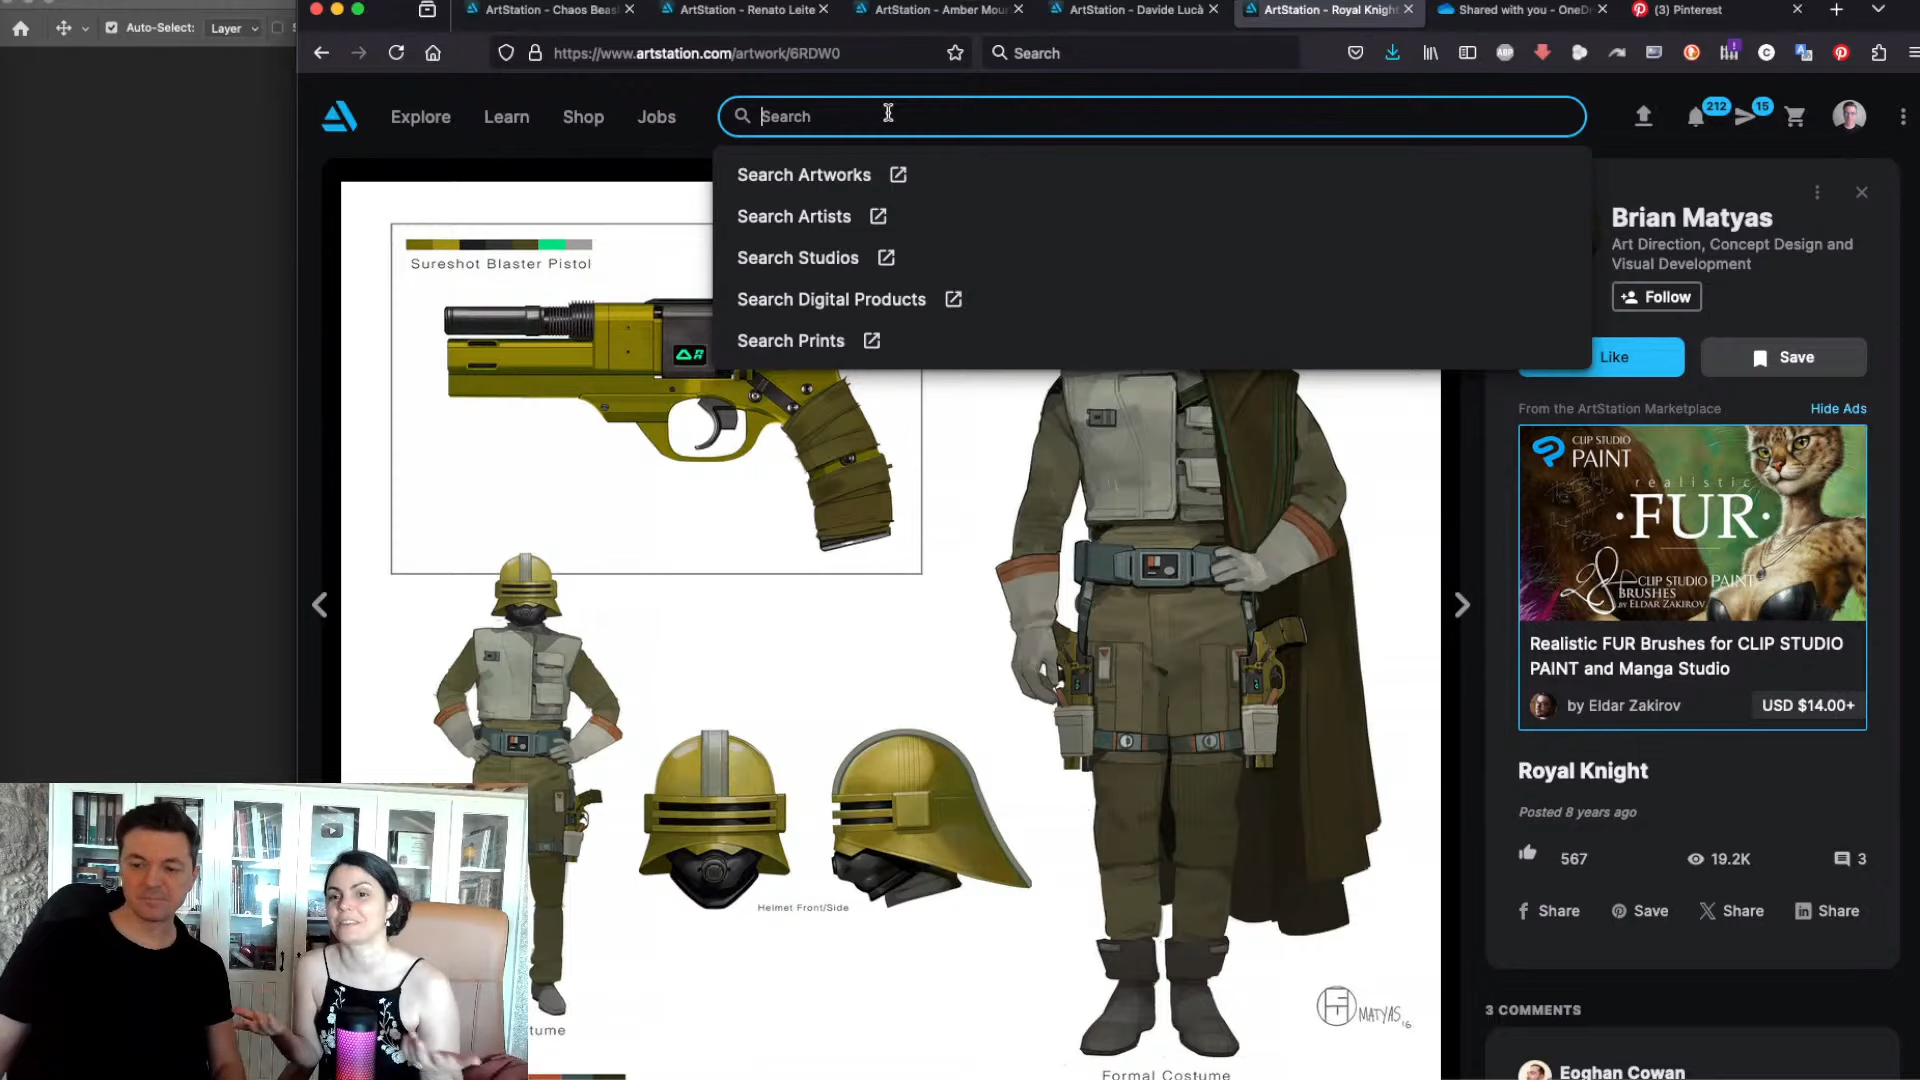 ArtStation - Chaos Beas
ArtStation - Renato Leite
ArtStation - Amber Mou
ArtStation - Davide Lucà
ArtStation - Royal Knigh
Shared with you - OneD
(3) Pinterest
Auto-Select:
Layer
https://www.artstation.com/artwork/6RDW0
Search
Explore
Learn
Shop
Jobs
Search
212
15
Search Artworks
Search Artists
Search Studios
Search Digital Products
Search Prints
Sureshot Blaster Pistol
Helmet Front/Side
tume
Formal Costume
MATYAS
16
Brian Matyas
Art Direction, Concept Design and
Visual Development
Follow
Like
Save
From the ArtStation Marketplace
Hide Ads
CLIP STUDIO
PAINT
realistic
· FUR ·
28+
CLIP STUDIO PAINT
BRUSHES
BY ELDAR ZAKIROV
Realistic FUR Brushes for CLIP STUDIO
PAINT and Manga Studio
by Eldar Zakirov
USD $14.00+
Royal Knight
Posted 8 years ago
567
19.2K
3
Share
Save
Share
Share
3 COMMENTS
Eoghan Cowan